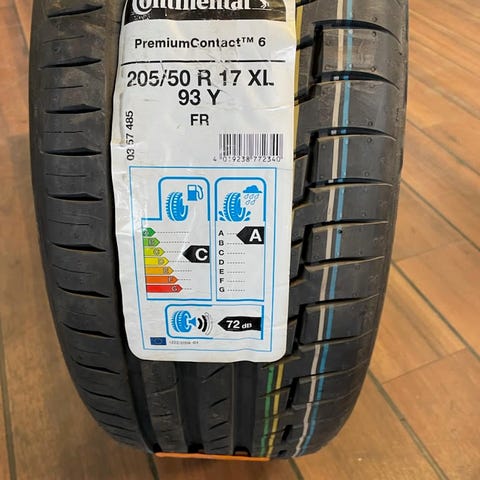 Continental
PremiumContact™ 6
205/50 R 17 XL
93 Y
FR
03 57 485
4 019238 772340
A
B
C
D
E
F
G
C
A
B
C
D
E
F
G
A
72 dB